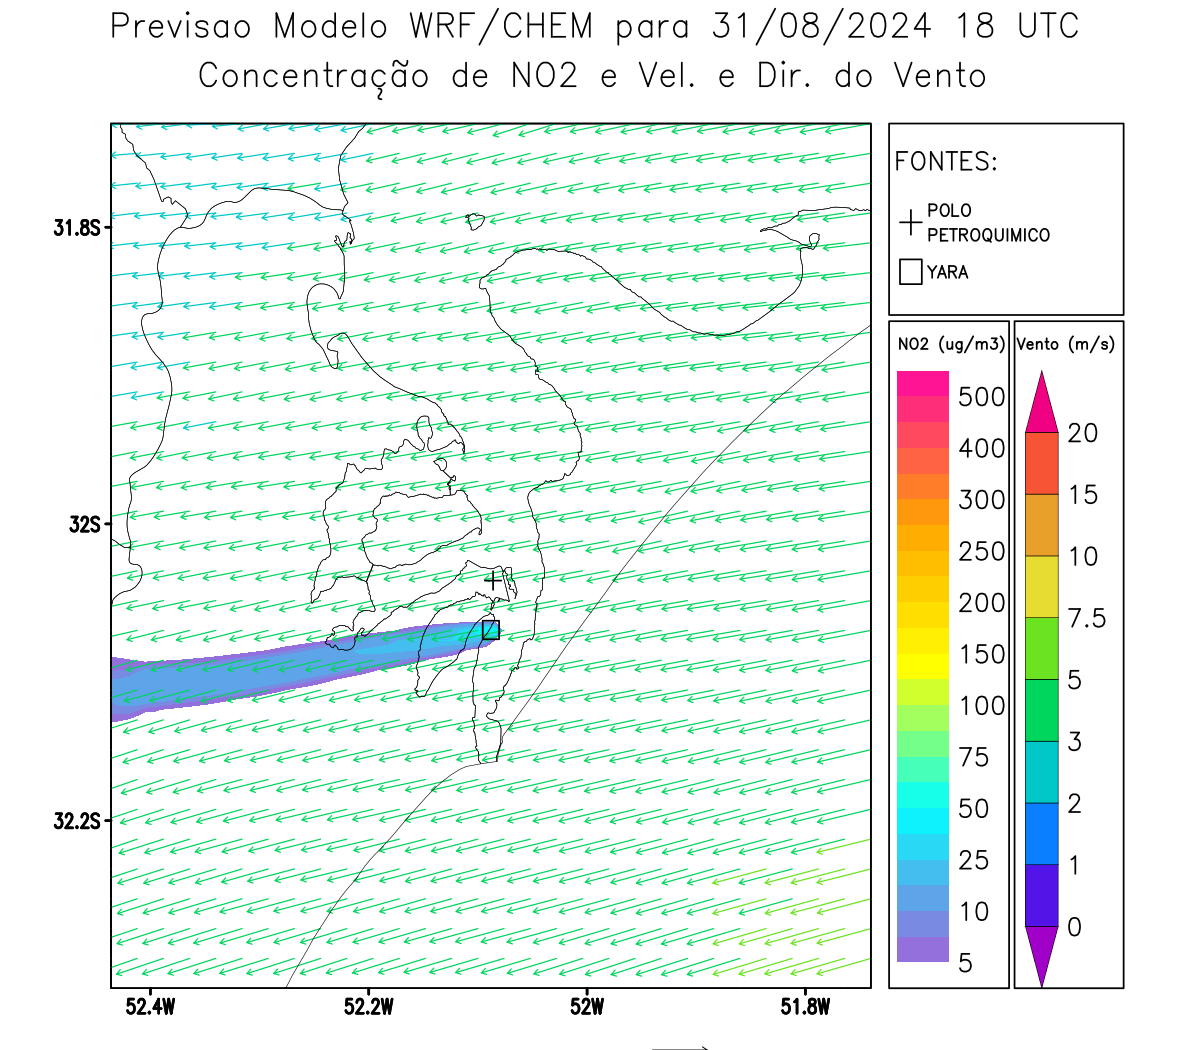 Previsao Modelo WRF/CHEM para 31/08/2024 18 UTC
Concentração de NO2 e Vel. e Dir. do Vento
FONTES:
POLO
PETROQUIMICO
YARA
NO2 (ug/m3)
500
400
300
250
200
150
100
75
50
25
10
5
Vento (m/s)
20
15
10
7.5
5
3
2
1
0
31.8S
32S
32.2S
52.4W
52.2W
52W
51.8W